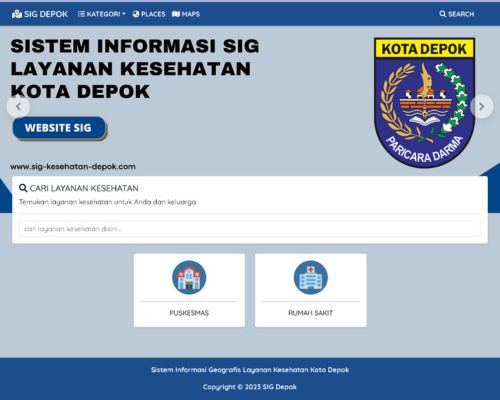 SIG DEPOK
KATEGORI
PLACES
MAPS
SEARCH
SISTEM INFORMASI SIG
LAYANAN KESEHATAN
KOTA DEPOK
WEBSITE SIG
www.sig-kesehatan-depok.com
KOTA DEPOK
PARICARA DARMA
CARI LAYANAN KESEHATAN
Temukan layanan kesehatan untuk Anda dan keluarga
cari layanan kesehatan disini...
PUSKESMAS
RUMAH SAKIT
Sistem Informasi Geografis Layanan Kesehatan Kota Depok
Copyright © 2023 SIG Depok